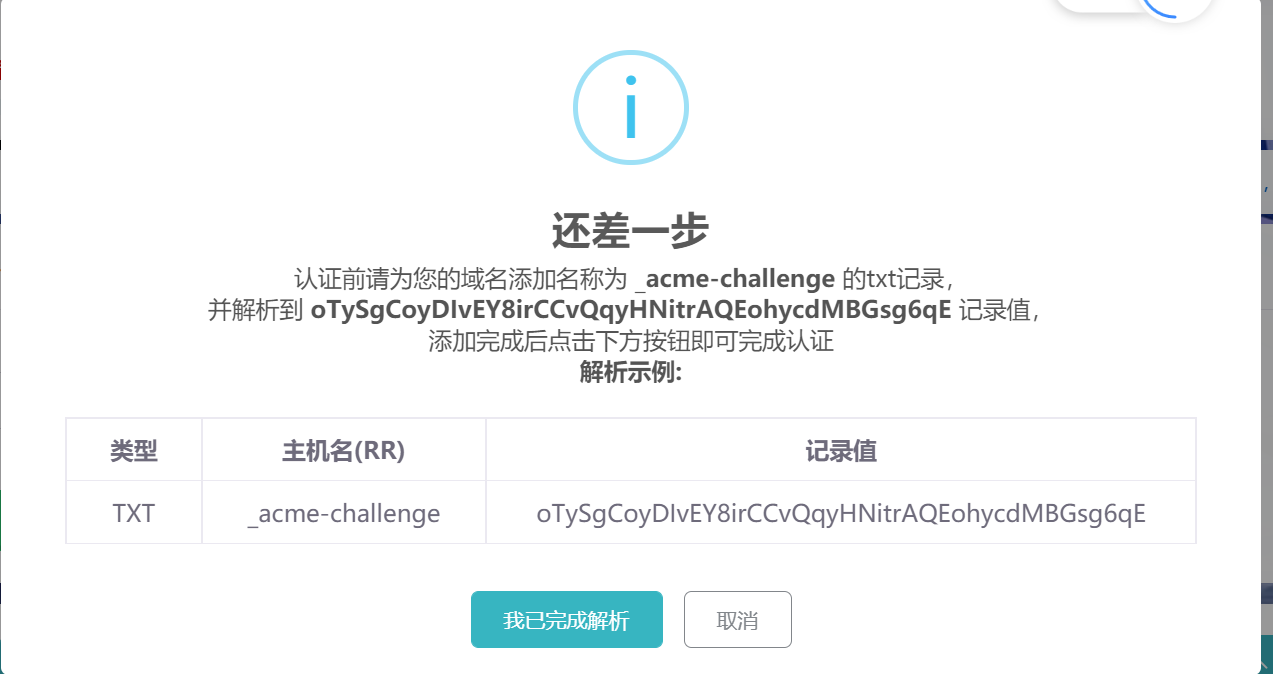 还差一步
认证前请为您的域名添加名称为 _acme-challenge 的txt记录，
并解析到 oTySgCoyDIvEY8irCCvQqyHNitrAQEohycdMBGsg6qE 记录值，
添加完成后点击下方按钮即可完成认证
解析示例:
类型 主机名(RR) 记录值
TXT _acme-challenge oTySgCoyDIvEY8irCCvQqyHNitrAQEohycdMBGsg6qE
我已完成解析 取消